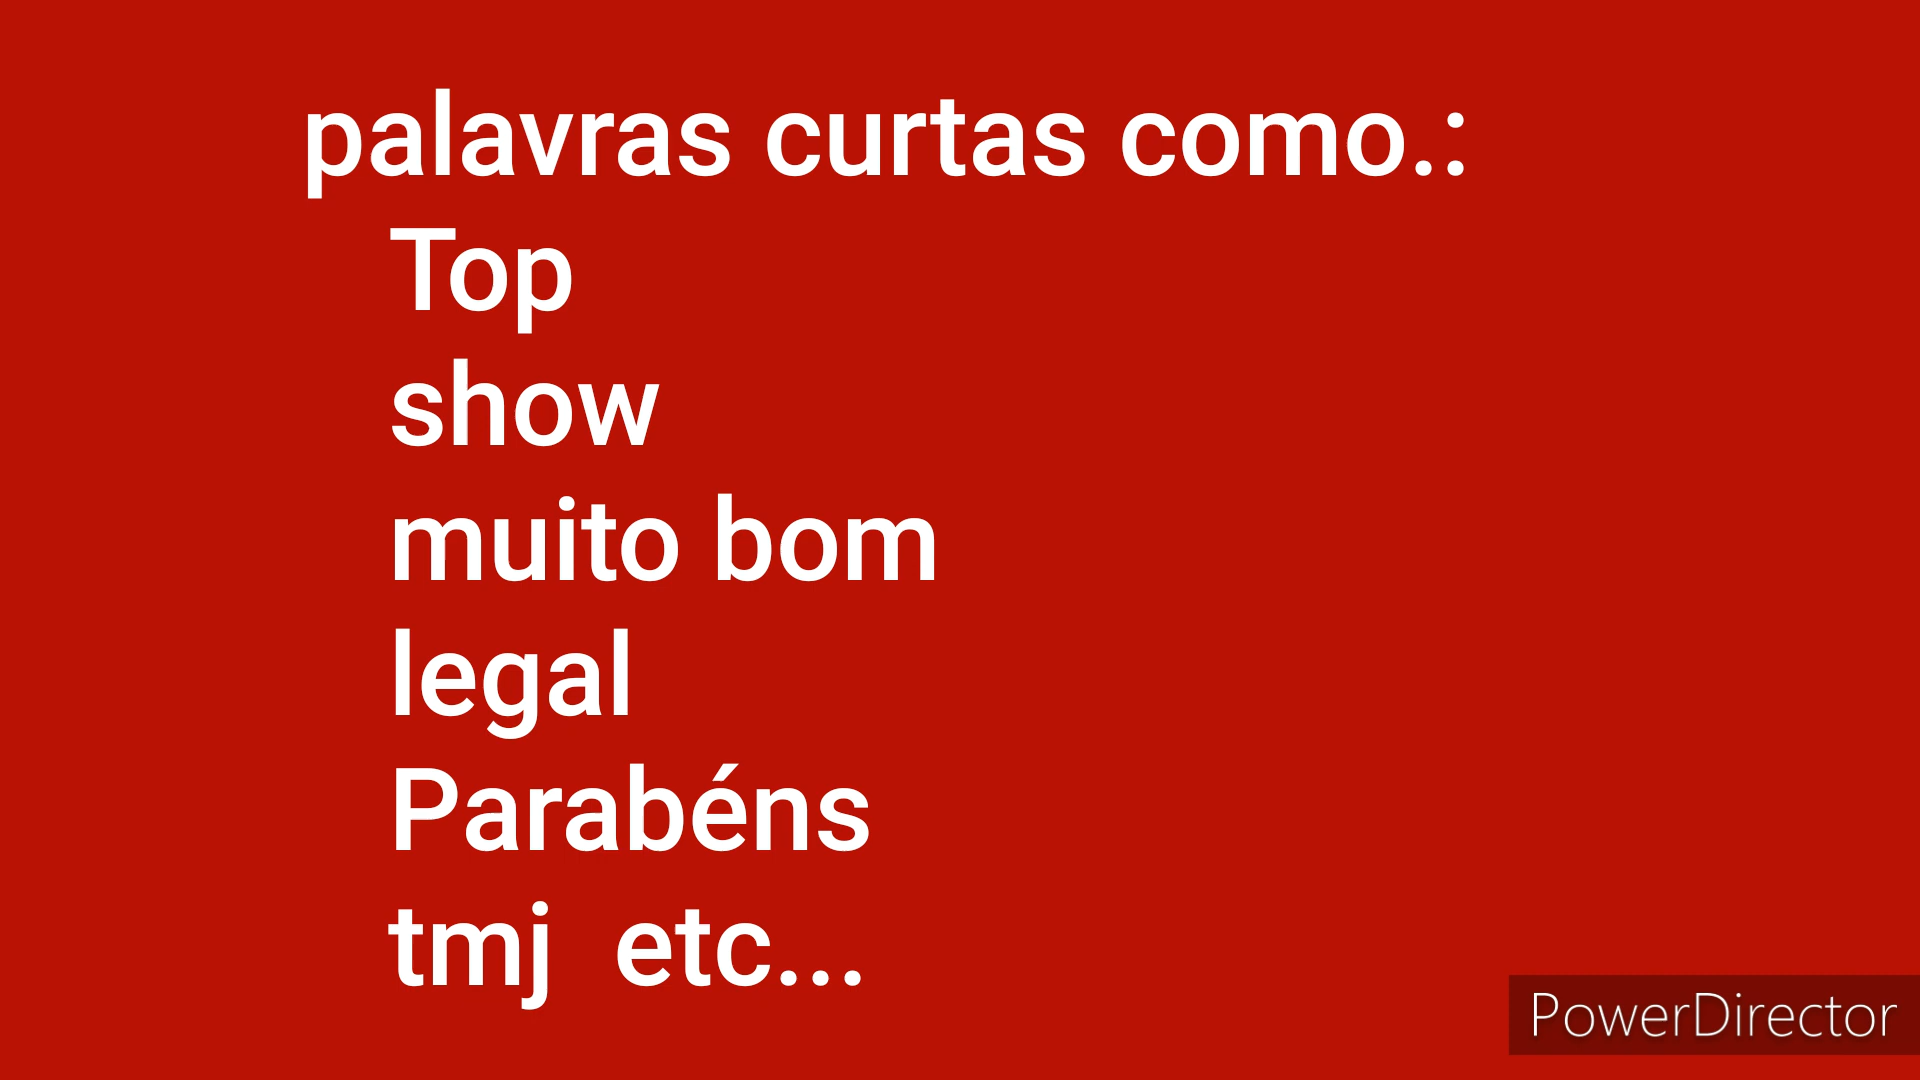 palavras curtas como.:
Top
show
muito bom
legal
Parabéns
tmj  etc...
PowerDirector